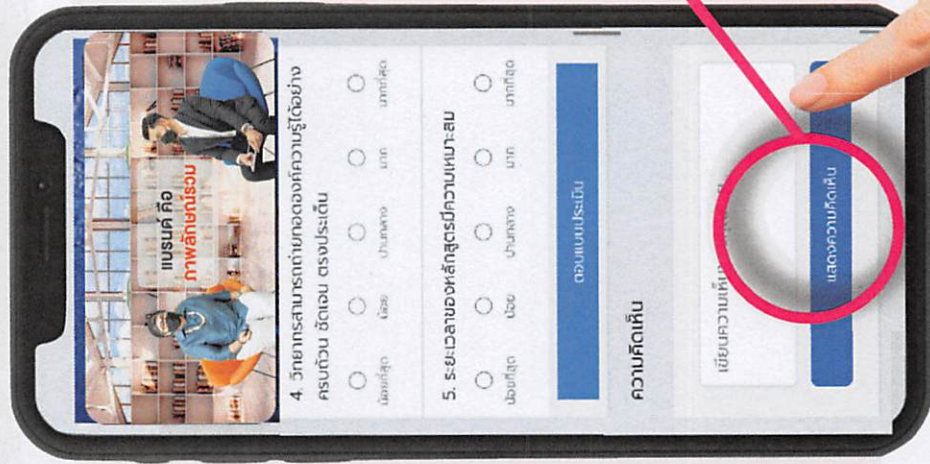 แบรนด์ คือ
ภาพลักษณ์รวม
4. วิทยากรสามารถถ่ายทอดองค์ความรู้ได้อย่าง
ครบถ้วน ชัดเจน ตรงประเด็น
น้อยที่สุด น้อย ปานกลาง มาก มากที่สุด
5. ระยะเวลาของหลักสูตรมีความเหมาะสม
น้อยที่สุด น้อย ปานกลาง มาก มากที่สุด
ตอบแบบประเมิน
ความคิดเห็น
เขียนความเห็น
แสดงความคิดเห็น